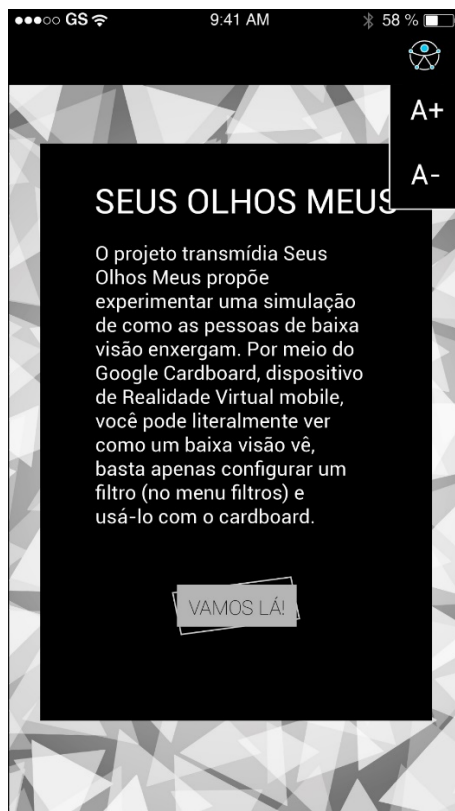 GS 9:41 AM 58 %
A+
A-
SEUS OLHOS MEUS
O projeto transmídia Seus
Olhos Meus propõe
experimentar uma simulação
de como as pessoas de baixa
visão enxergam. Por meio do
Google Cardboard, dispositivo
de Realidade Virtual mobile,
você pode literalmente ver
como um baixa visão vê,
basta apenas configurar um
filtro (no menu filtros) e
usá-lo com o cardboard.
VAMOS LÁ!